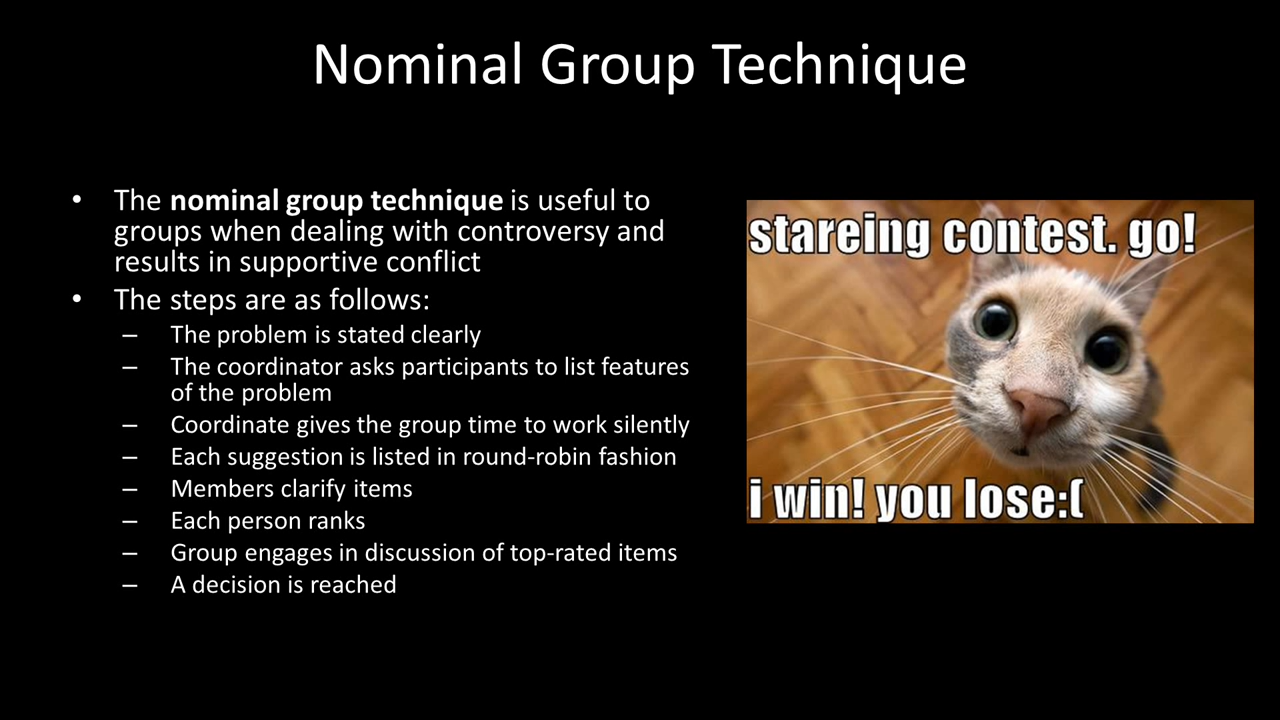 Nominal Group Technique
• The nominal group technique is useful to
groups when dealing with controversy and
results in supportive conflict
• The steps are as follows:
– The problem is stated clearly
– The coordinator asks participants to list features
of the problem
– Coordinate gives the group time to work silently
– Each suggestion is listed in round-robin fashion
– Members clarify items
– Each person ranks
– Group engages in discussion of top-rated items
– A decision is reached
stareing contest. go!
i win! you lose:(